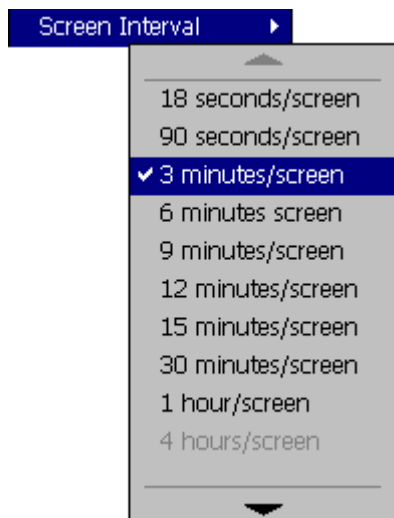 Screen Interval
18 seconds/screen
90 seconds/screen
3 minutes/screen
6 minutes screen
9 minutes/screen
12 minutes/screen
15 minutes/screen
30 minutes/screen
1 hour/screen
4 hours/screen